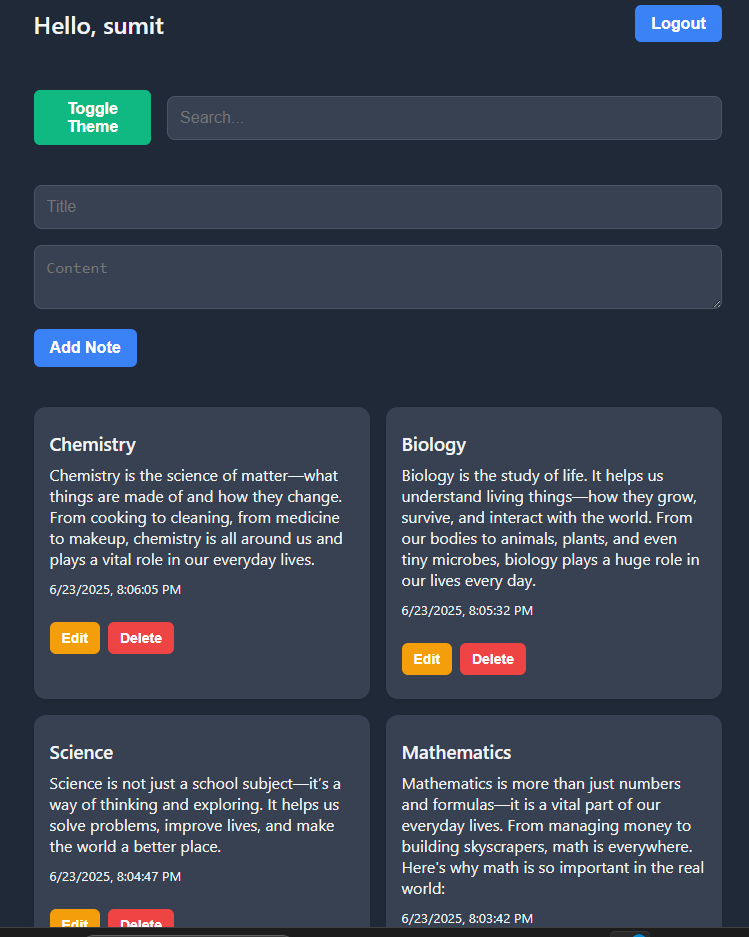 Hello, sumit
Logout
Toggle
Theme
Search...
Title
Content
Add Note
Chemistry
Chemistry is the science of matter—what
things are made of and how they change.
From cooking to cleaning, from medicine
to makeup, chemistry is all around us and
plays a vital role in our everyday lives.
6/23/2025, 8:06:05 PM
Edit
Delete
Biology
Biology is the study of life. It helps us
understand living things—how they grow,
survive, and interact with the world. From
our bodies to animals, plants, and even
tiny microbes, biology plays a huge role in
our lives every day.
6/23/2025, 8:05:32 PM
Edit
Delete
Science
Science is not just a school subject—it’s a
way of thinking and exploring. It helps us
solve problems, improve lives, and make
the world a better place.
6/23/2025, 8:04:47 PM
Edit
Delete
Mathematics
Mathematics is more than just numbers
and formulas—it is a vital part of our
everyday lives. From managing money to
building skyscrapers, math is everywhere.
Here's why math is so important in the real
world:
6/23/2025, 8:03:42 PM